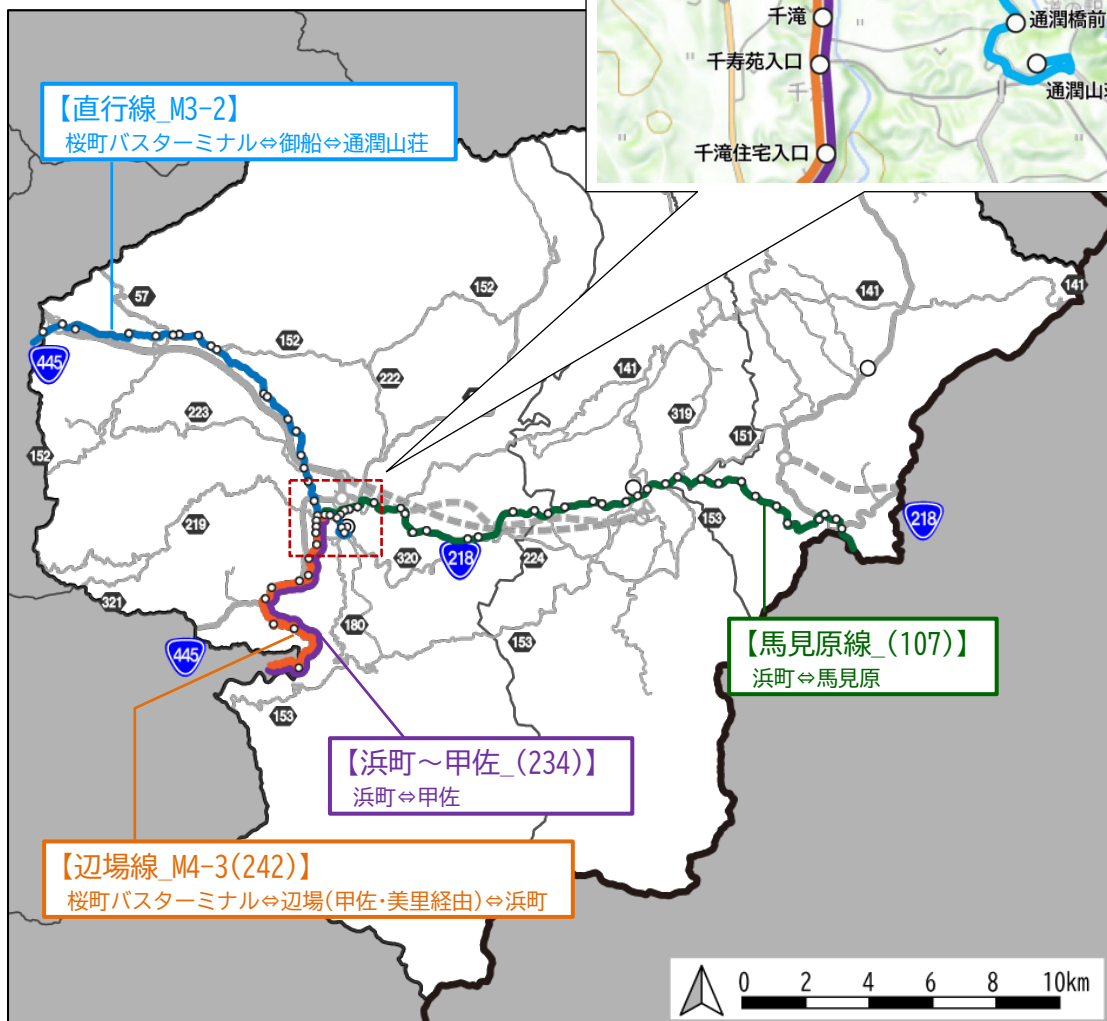 千滝
通潤橋前
千寿苑入口
通潤山荘
千滝住宅入口
【直行線_M3-2】
桜町バスターミナル⇔御船⇔通潤山荘
141
141
152
57
445
152
222
141
223
319
151
152
219
153
218
320
218
224
321
180
153
445
153
【馬見原線_(107)】
浜町⇔馬見原
【浜町～甲佐_(234)】
浜町⇔甲佐
【辺場線_M4-3(242)】
桜町バスターミナル⇔辺場(甲佐・美里経由)⇔浜町
0 2 4 6 8 10km